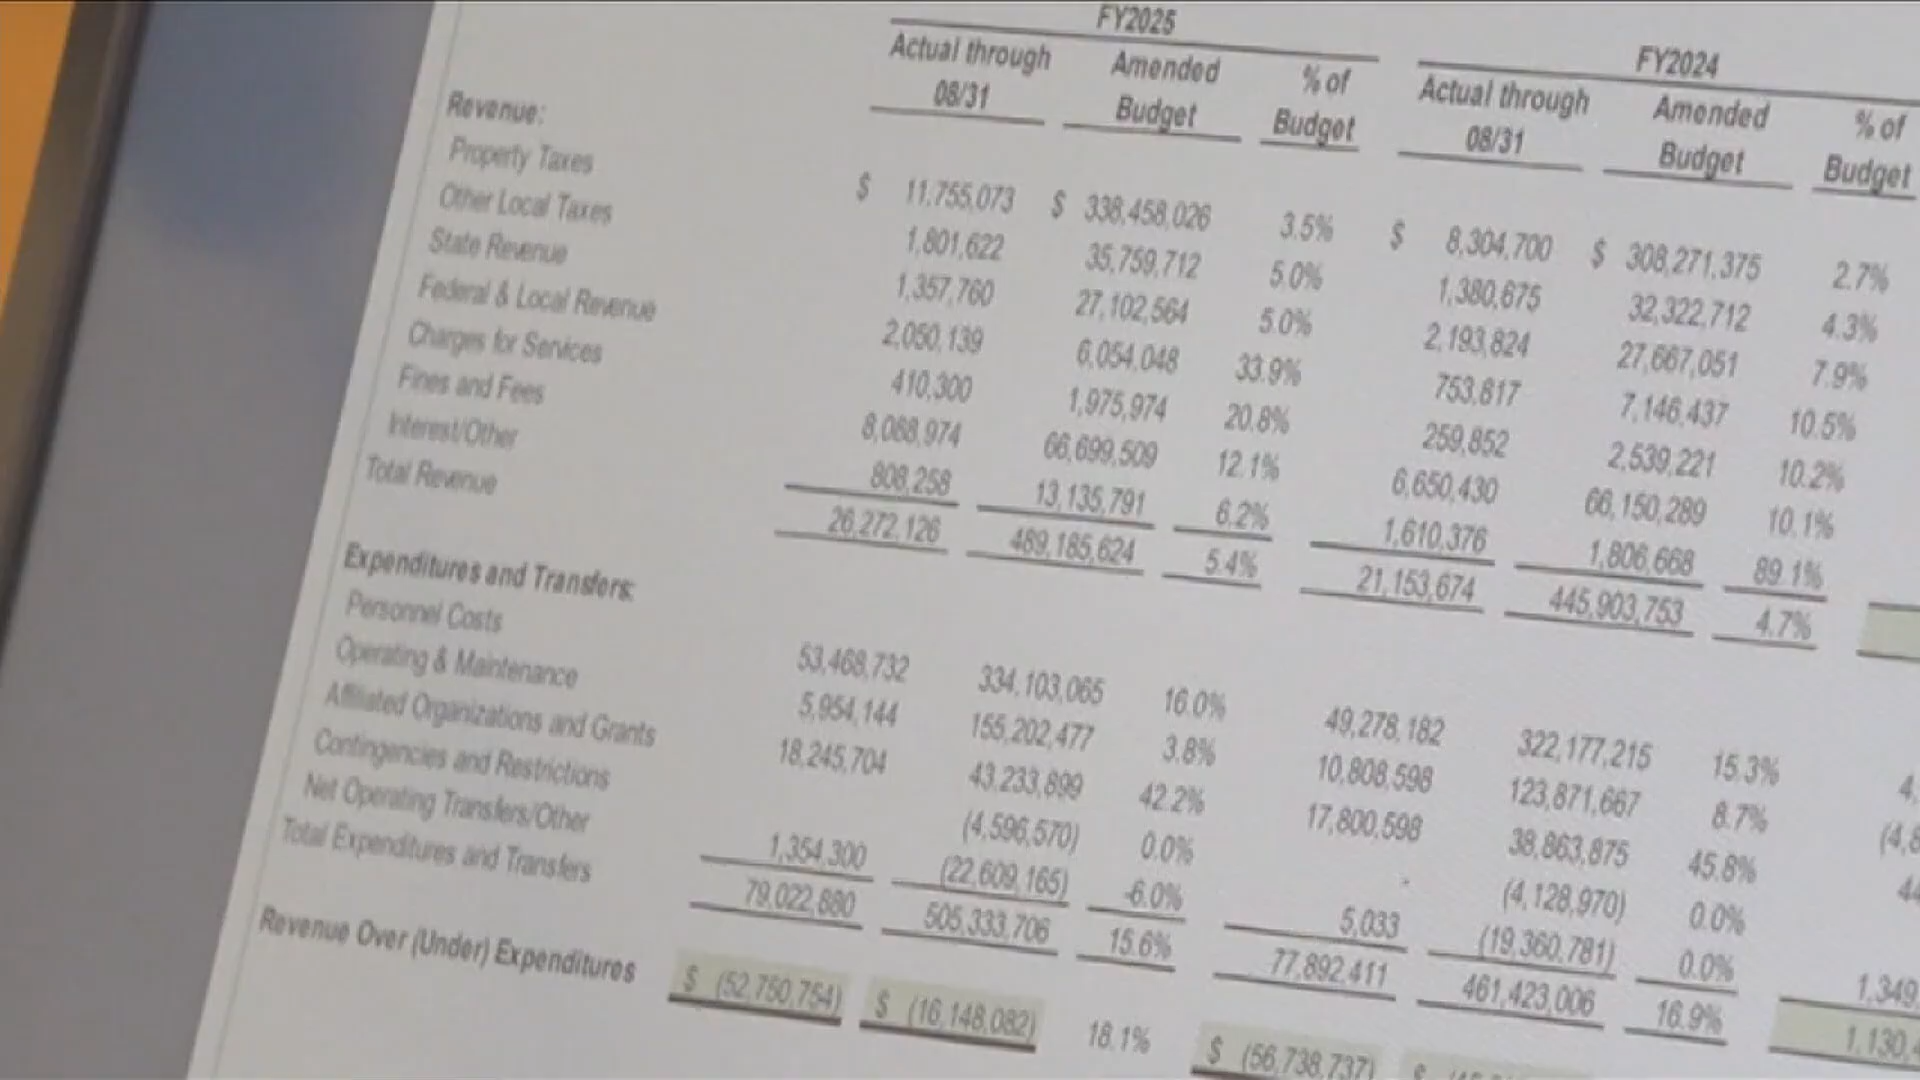 FY2025 FY2024
Actual through Amended % of Actual through Amended % of
08/31 Budget Budget 08/31 Budget Budget
Revenue:
Property Taxes $ 11,755,073 $ 338,458,026 3.5% $ 8,304,700 $ 308,271,375 2.7%
Other Local Taxes 1,801,622 35,759,712 5.0% 1,380,675 32,322,712 4.3%
State Revenue 1,357,760 27,102,564 5.0% 2,193,824 27,667,051 7.9%
Federal & Local Revenue 2,050,139 6,054,048 33.9% 753,817 7,146,437 10.5%
Charges for Services 410,300 1,975,974 20.8% 259,852 2,539,221 10.2%
Fines and Fees 8,088,974 66,699,509 12.1% 6,650,430 66,150,289 10.1%
Interest/Other 808,258 13,135,791 6.2% 1,610,376 1,806,668 89.1%
Total Revenue 26,272,126 489,185,624 5.4% 21,153,674 445,903,753 4.7%
Expenditures and Transfers:
Personnel Costs 53,468,732 334,103,065 16.0% 49,278,182 322,177,215 15.3%
Operating & Maintenance 5,954,144 155,202,477 3.8% 10,808,598 123,871,667 8.7%
Affiliated Organizations and Grants 18,245,704 43,233,899 42.2% 17,800,598 38,863,875 45.8%
Contingencies and Restrictions (4,596,570) 0.0% - (4,128,970) 0.0%
Net Operating Transfers/Other 1,354,300 (22,609,165) -6.0% 5,033 (19,360,781) 0.0% 1,349,
Total Expenditures and Transfers 79,022,880 505,333,706 15.6% 77,892,411 461,423,006 16.9% 1,130,
Revenue Over (Under) Expenditures $ (52,750,754) $ (16,148,082) 18.1% $ (56,738,737) $